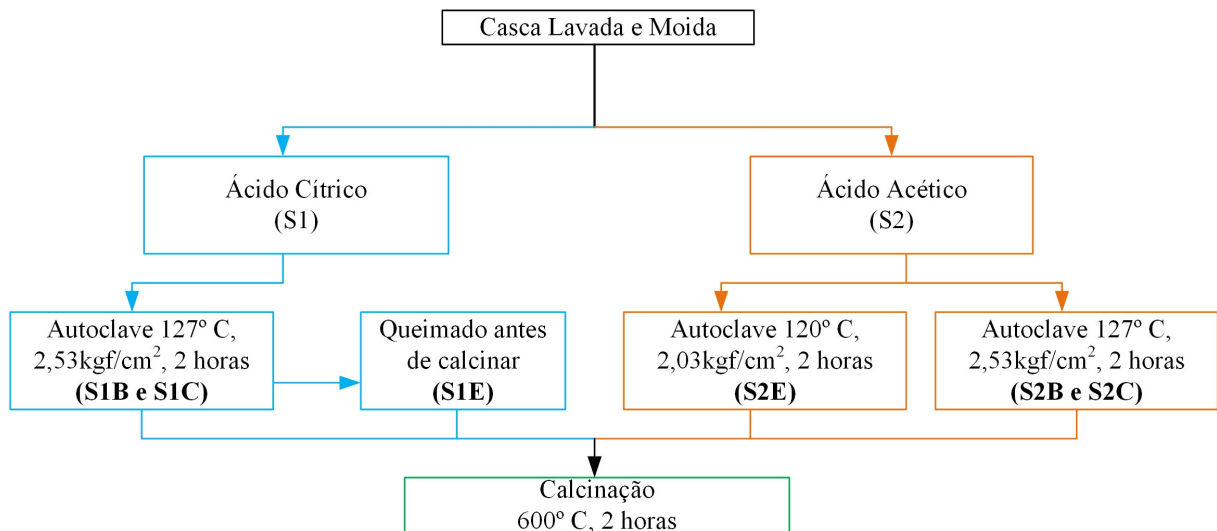 Casca Lavada e Moida
Ácido Cítrico
(S1)
Ácido Acético
(S2)
Autoclave 127º C,
2,53kgf/cm², 2 horas
(S1B e S1C)
Queimado antes
de calcinar
(S1E)
Autoclave 120º C,
2,03kgf/cm², 2 horas
(S2E)
Autoclave 127º C,
2,53kgf/cm², 2 horas
(S2B e S2C)
Calcinação
600º C, 2 horas